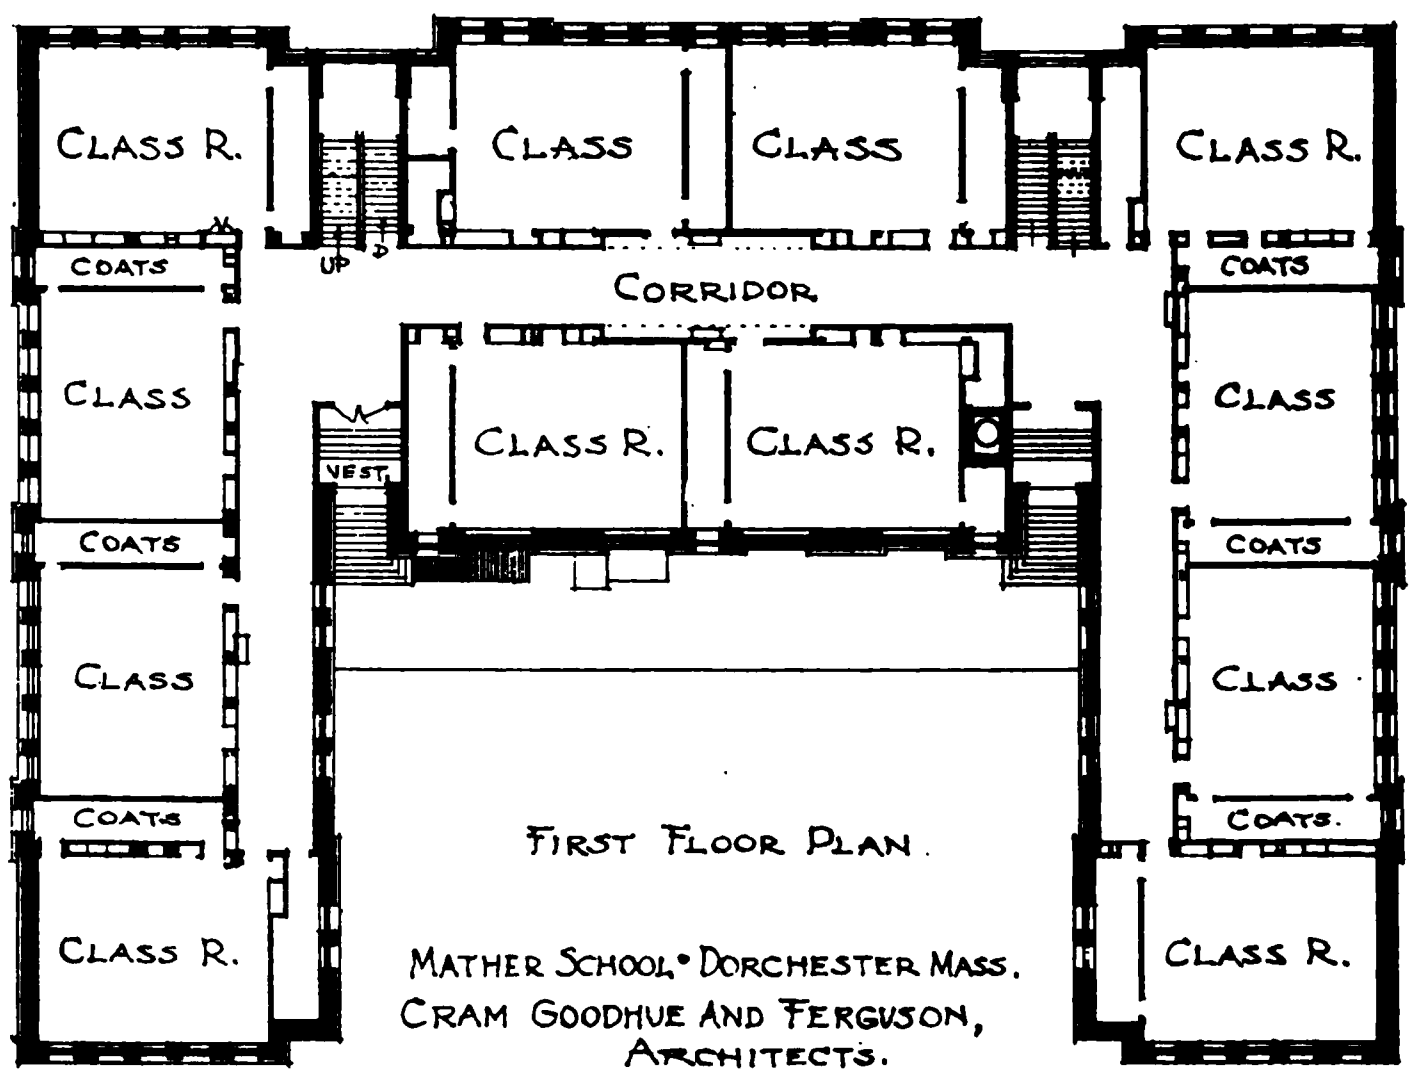 CLASS R.
CLASS
CLASS
CLASS R.
COATS
UP
D
CORRIDOR
COATS
CLASS
CLASS R.
CLASS R.
CLASS
VEST.
COATS
COATS
CLASS
CLASS
COATS
COATS.
FIRST FLOOR PLAN.
CLASS R.
CLASS R.
MATHER SCHOOL • DORCHESTER MASS.
CRAM GOODHUE AND FERGUSON,
ARCHITECTS.